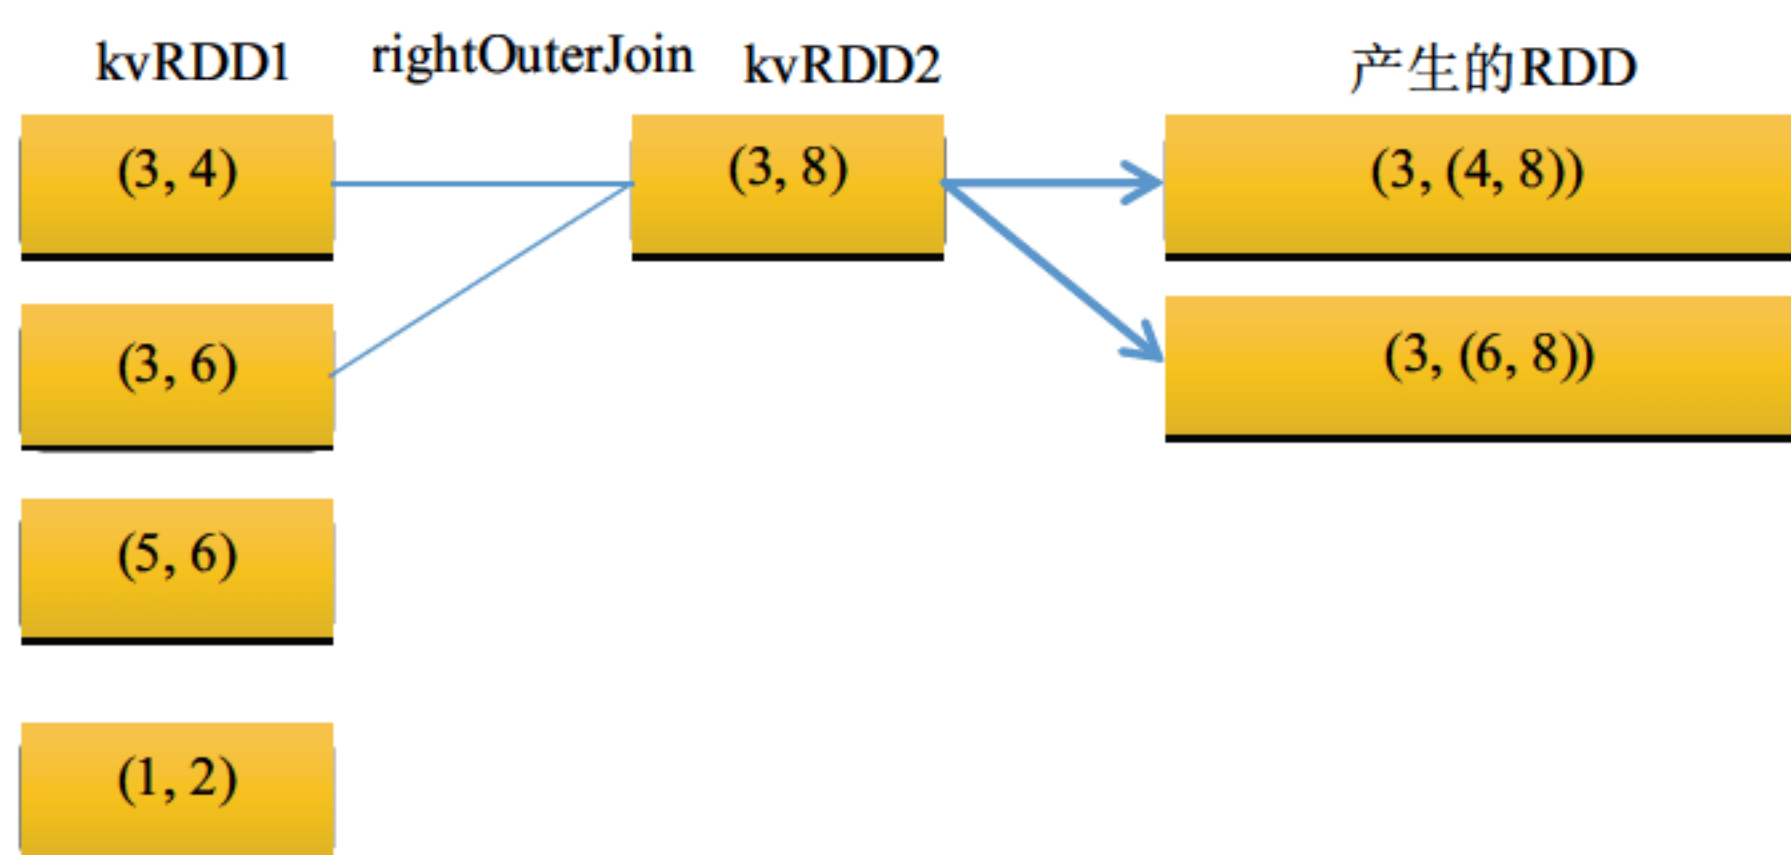 kvRDD1 rightOuterJoin kvRDD2 产生的RDD
(3, 4) (3, 8) (3, (4, 8))
(3, 6) (3, (6, 8))
(5, 6)
(1, 2)